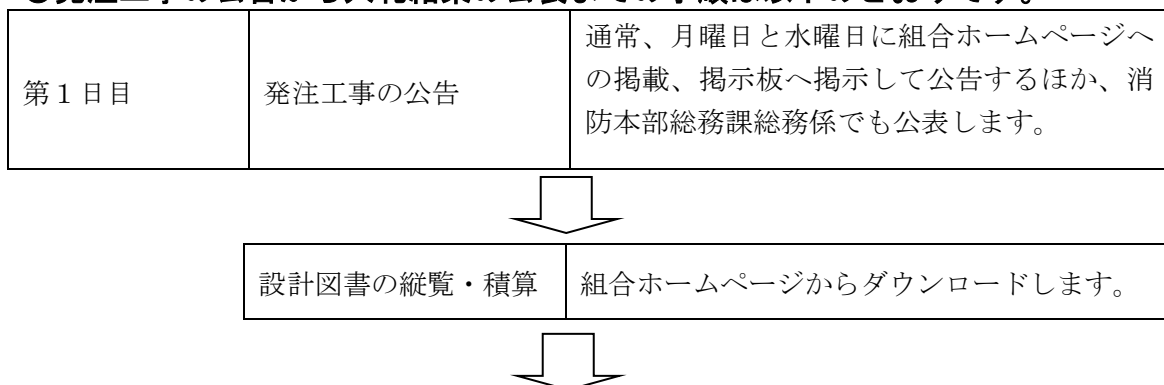 第１日目
発注工事の公告
通常、月曜日と水曜日に組合ホームページへ
の掲載、掲示板へ掲示して公告するほか、消
防本部総務課総務係でも公表します。
設計図書の縦覧・積算
組合ホームページからダウンロードします。